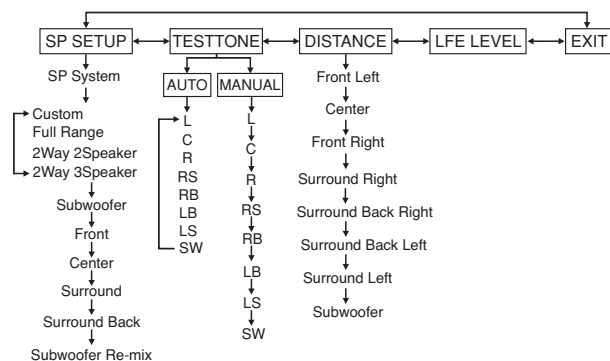 SP SETUP
TESTTONE
DISTANCE
LFE LEVEL
EXIT
SP System
Custom
Full Range
2Way 2Speaker
2Way 3Speaker
Subwoofer
Front
Center
Surround
Surround Back
Subwoofer Re-mix
AUTO
L
C
R
RS
RB
LB
LS
SW
MANUAL
L
C
R
RS
RB
LB
LS
SW
Front Left
Center
Front Right
Surround Right
Surround Back Right
Surround Back Left
Surround Left
Subwoofer